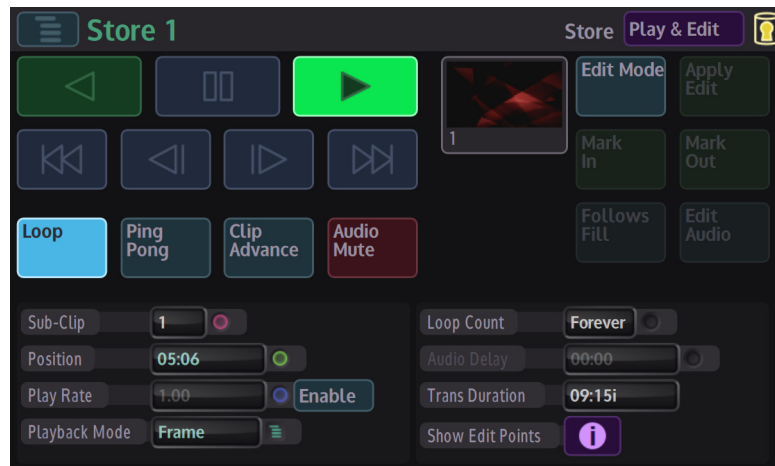 Store 1
Store Play & Edit
Edit Mode
Apply
Edit
1
Mark
In
Mark
Out
Loop
Ping
Pong
Clip
Advance
Audio
Mute
Follows
Fill
Edit
Audio
Sub-Clip 1
Position 05:06
Play Rate 1.00 Enable
Playback Mode Frame
Loop Count Forever
Audio Delay 00:00
Trans Duration 09:15i
Show Edit Points i